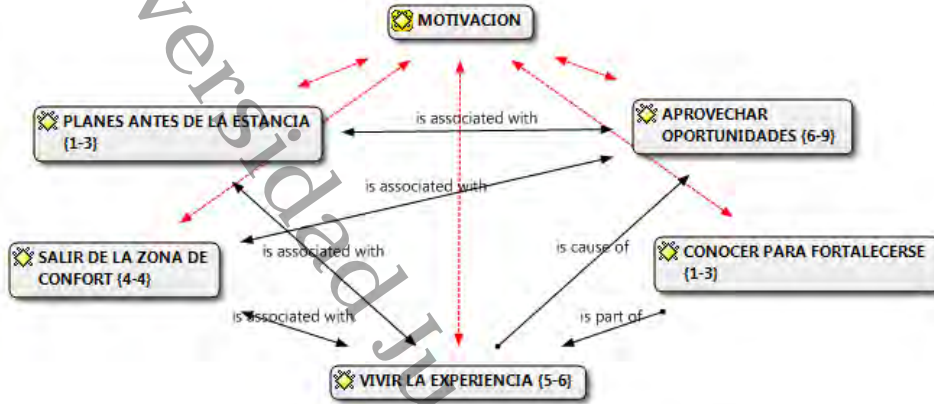 MOTIVACION
PLANES ANTES DE LA ESTANCIA
{1-3}
is associated with
APROVECHAR
OPORTUNIDADES {6-9}
is associated with
SALIR DE LA ZONA DE
CONFORT {4-4}
is associated with
is cause of
CONOCER PARA FORTALECERSE
{1-3}
is associated with
is part of
VIVIR LA EXPERIENCIA {5-6}
versidad Ju